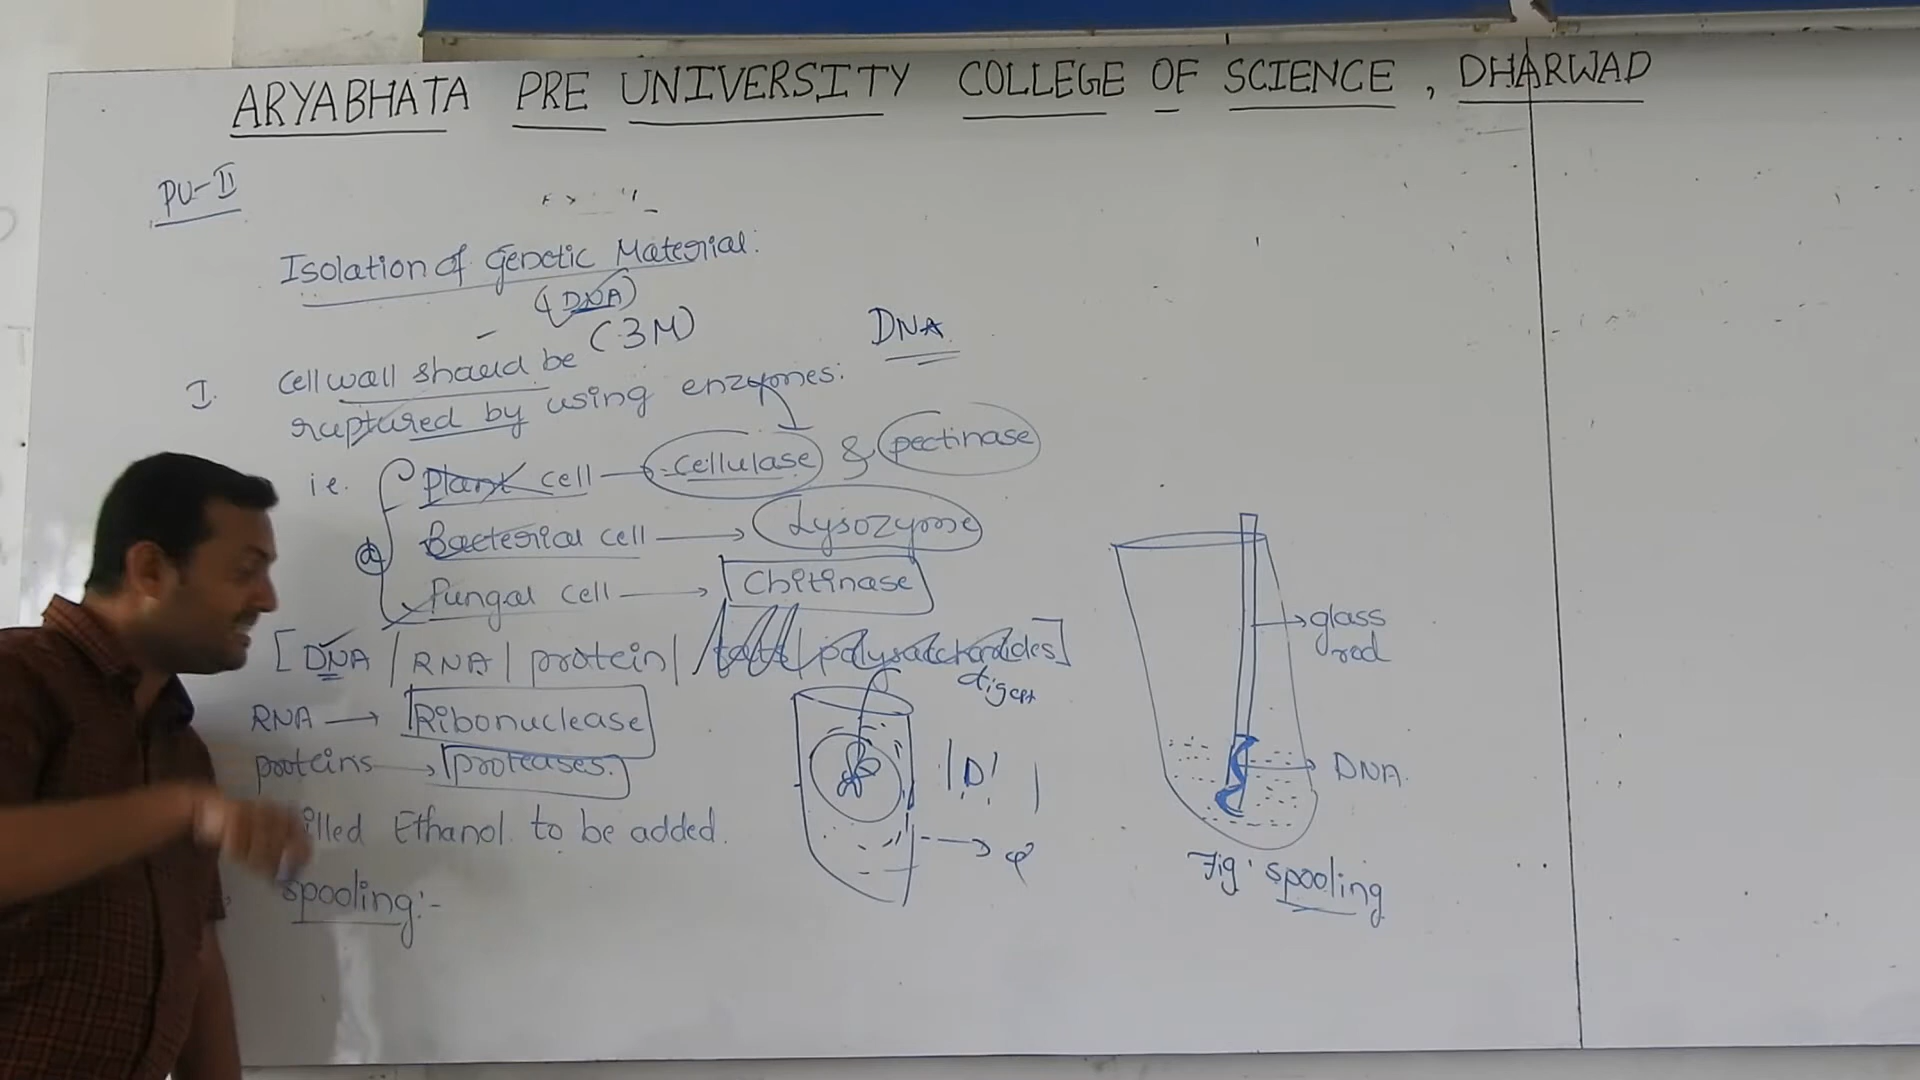 ARYABHATA PRE UNIVERSITY COLLEGE OF SCIENCE, DHARWAD
PU-II
Isolation of Genetic Material:
(DNA)
(3M)
DNA
I. Cell wall should be
ruptured by using enzymes:
i.e. Plant cell → Cellulase & pectinase
Bacterial cell → Lysozyme
Fungal cell → Chitinase
[DNA / RNA / protein / polysaccharides]
digest
RNA → Ribonuclease
proteins → proteases.
illed Ethanol to be added.
spooling:-
D
glass
rod
DNA.
Fig: spooling